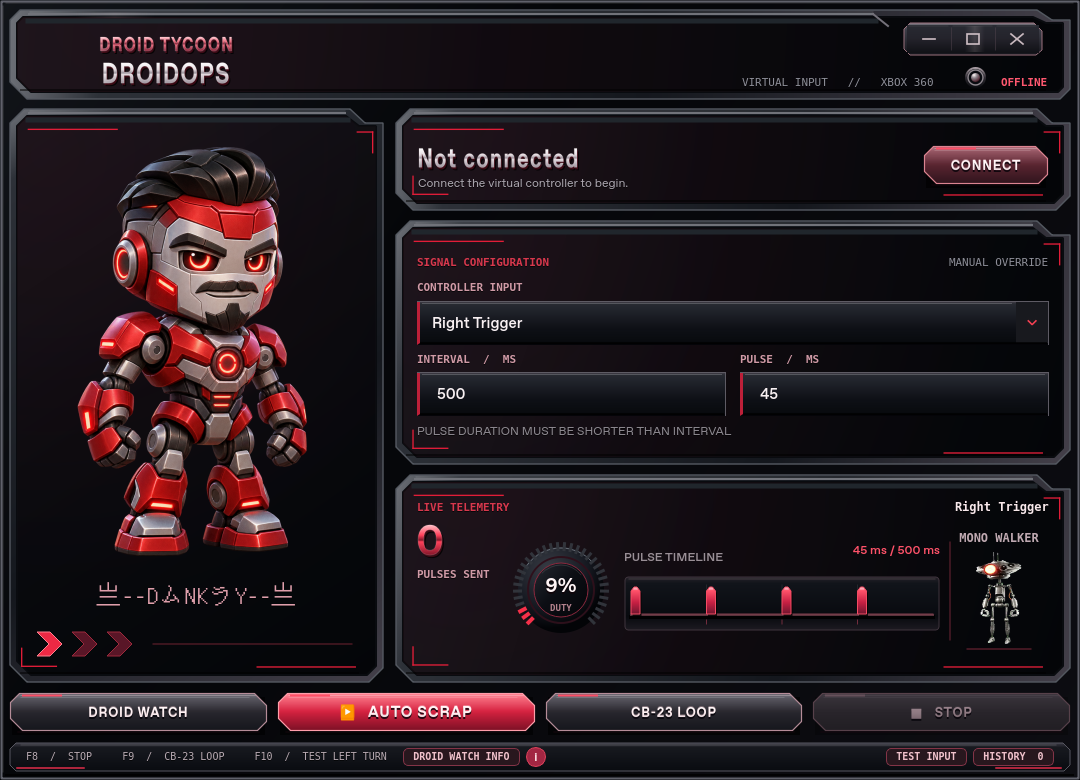 DROID TYCOON
DROIDOPS
VIRTUAL INPUT // XBOX 360 OFFLINE
Not connected
Connect the virtual controller to begin.
CONNECT
SIGNAL CONFIGURATION
MANUAL OVERRIDE
CONTROLLER INPUT
Right Trigger
INTERVAL / MS
PULSE / MS
500
45
PULSE DURATION MUST BE SHORTER THAN INTERVAL
LIVE TELEMETRY
Right Trigger
0
PULSES SENT
9%
DUTY
PULSE TIMELINE
45 ms / 500 ms
MONO WALKER
DROID WATCH
AUTO SCRAP
CB-23 LOOP
STOP
F8 / STOP F9 / CB-23 LOOP F10 / TEST LEFT TURN DROID WATCH INFO I
TEST INPUT
HISTORY 0